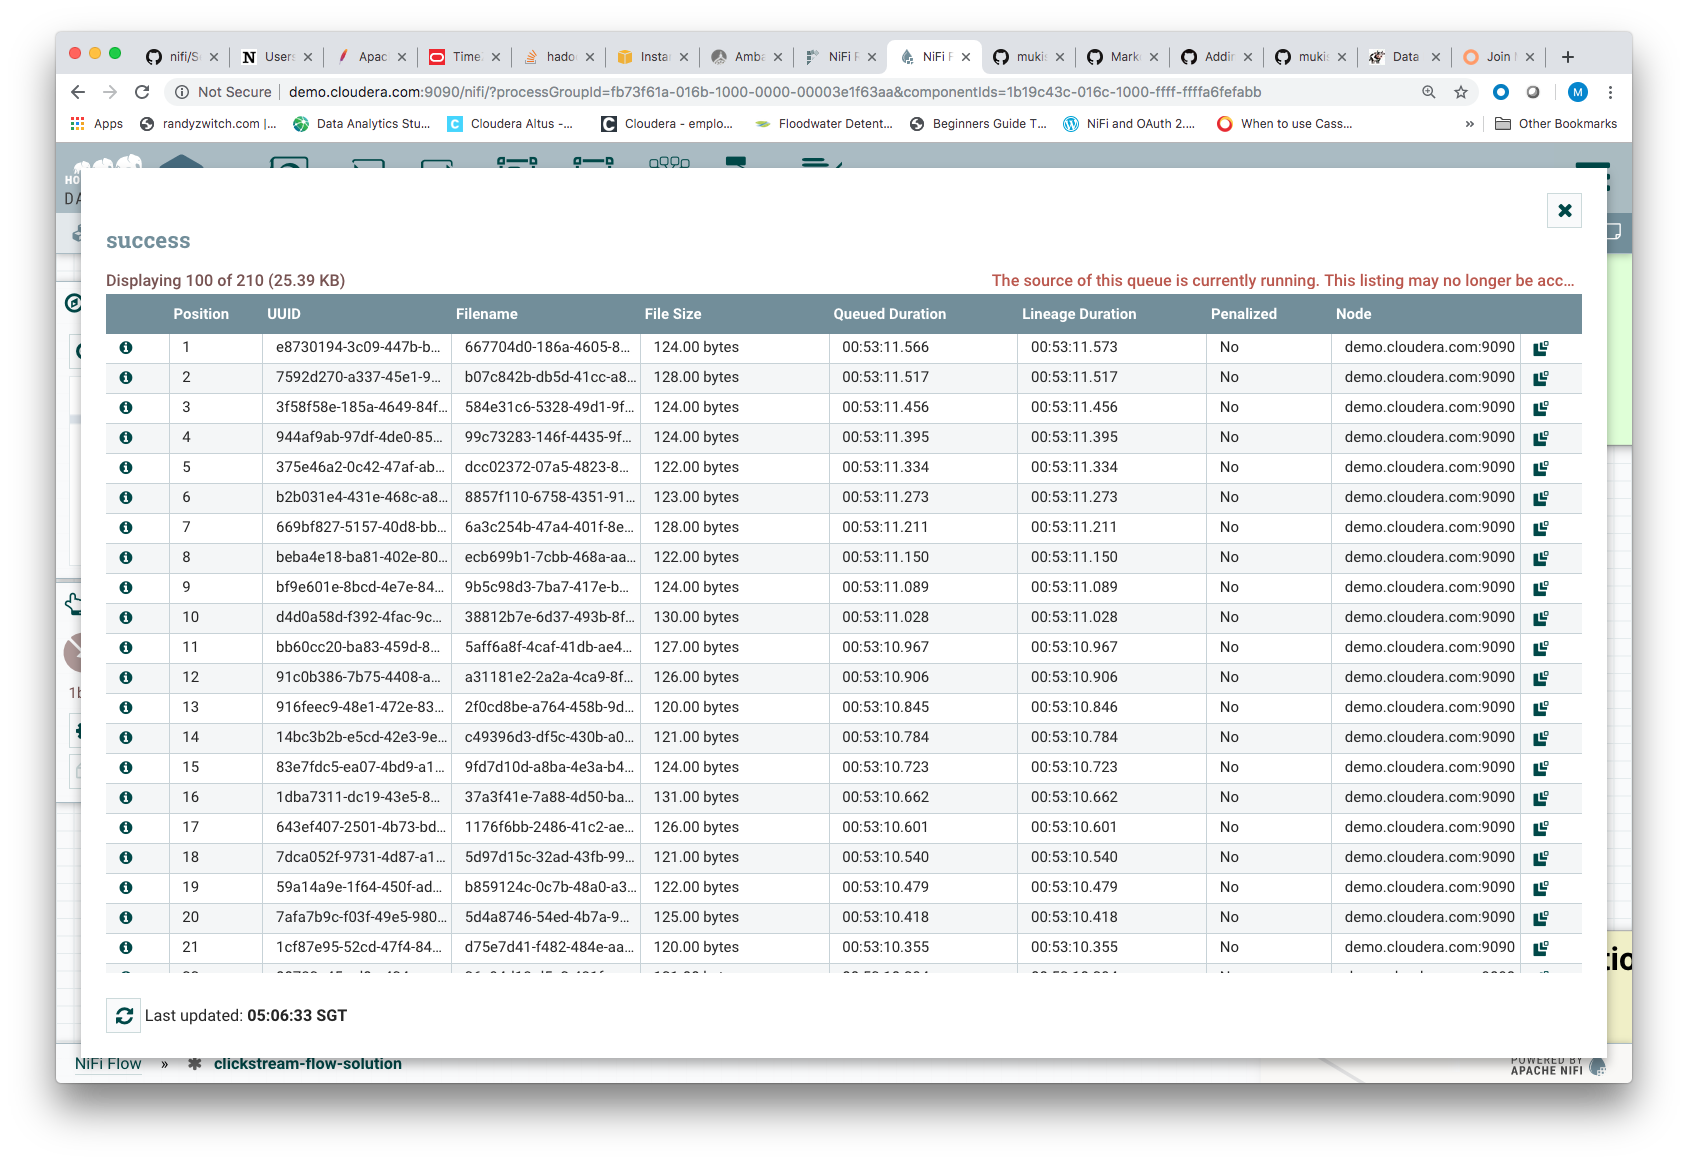 nifi/S
Users
Apac
Time
hado
Instar
Amba
NiFi F
NiFi F
mukis
Mark
Addir
mukis
Data
Join
Not Secure
demo.cloudera.com:9090/nifi/?processGroupId=fb73f61a-016b-1000-0000-00003e1f63aa&componentIds=1b19c43c-016c-1000-ffff-ffffa6fefabb
M
Apps
randyzwitch.com |...
Data Analytics Stu...
Cloudera Altus -...
Cloudera - emplo...
Floodwater Detent...
Beginners Guide T...
NiFi and OAuth 2....
When to use Cass...
»
Other Bookmarks
HO
DA
success
Displaying 100 of 210 (25.39 KB)
The source of this queue is currently running. This listing may no longer be acc...
Position UUID Filename File Size Queued Duration Lineage Duration Penalized Node
1 e8730194-3c09-447b-b... 667704d0-186a-4605-8... 124.00 bytes 00:53:11.566 00:53:11.573 No demo.cloudera.com:9090
2 7592d270-a337-45e1-9... b07c842b-db5d-41cc-a8... 128.00 bytes 00:53:11.517 00:53:11.517 No demo.cloudera.com:9090
3 3f58f58e-185a-4649-84f... 584e31c6-5328-49d1-9f... 124.00 bytes 00:53:11.456 00:53:11.456 No demo.cloudera.com:9090
4 944af9ab-97df-4de0-85... 99c73283-146f-4435-9f... 124.00 bytes 00:53:11.395 00:53:11.395 No demo.cloudera.com:9090
5 375e46a2-0c42-47af-ab... dcc02372-07a5-4823-8... 122.00 bytes 00:53:11.334 00:53:11.334 No demo.cloudera.com:9090
6 b2b031e4-431e-468c-a8... 8857f110-6758-4351-91... 123.00 bytes 00:53:11.273 00:53:11.273 No demo.cloudera.com:9090
7 669bf827-5157-40d8-bb... 6a3c254b-47a4-401f-8e... 128.00 bytes 00:53:11.211 00:53:11.211 No demo.cloudera.com:9090
8 beba4e18-ba81-402e-80... ecb699b1-7cbb-468a-aa... 122.00 bytes 00:53:11.150 00:53:11.150 No demo.cloudera.com:9090
9 bf9e601e-8bcd-4e7e-84... 9b5c98d3-7ba7-417e-b... 124.00 bytes 00:53:11.089 00:53:11.089 No demo.cloudera.com:9090
10 d4d0a58d-f392-4fac-9c... 38812b7e-6d37-493b-8f... 130.00 bytes 00:53:11.028 00:53:11.028 No demo.cloudera.com:9090
11 bb60cc20-ba83-459d-8... 5aff6a8f-4caf-41db-ae4... 127.00 bytes 00:53:10.967 00:53:10.967 No demo.cloudera.com:9090
12 91c0b386-7b75-4408-a... a31181e2-2a2a-4ca9-8f... 126.00 bytes 00:53:10.906 00:53:10.906 No demo.cloudera.com:9090
13 916feec9-48e1-472e-83... 2f0cd8be-a764-458b-9d... 120.00 bytes 00:53:10.845 00:53:10.846 No demo.cloudera.com:9090
14 14bc3b2b-e5cd-42e3-9e... c49396d3-df5c-430b-a0... 121.00 bytes 00:53:10.784 00:53:10.784 No demo.cloudera.com:9090
15 83e7fdc5-ea07-4bd9-a1... 9fd7d10d-a8ba-4e3a-b4... 124.00 bytes 00:53:10.723 00:53:10.723 No demo.cloudera.com:9090
16 1dba7311-dc19-43e5-8... 37a3f41e-7a88-4d50-ba... 131.00 bytes 00:53:10.662 00:53:10.662 No demo.cloudera.com:9090
17 643ef407-2501-4b73-bd... 1176f6bb-2486-41c2-ae... 126.00 bytes 00:53:10.601 00:53:10.601 No demo.cloudera.com:9090
18 7dca052f-9731-4d87-a1... 5d97d15c-32ad-43fb-99... 121.00 bytes 00:53:10.540 00:53:10.540 No demo.cloudera.com:9090
19 59a14a9e-1f64-450f-ad... b859124c-0c7b-48a0-a3... 122.00 bytes 00:53:10.479 00:53:10.479 No demo.cloudera.com:9090
20 7afa7b9c-f03f-49e5-980... 5d4a8746-54ed-4b7a-9... 125.00 bytes 00:53:10.418 00:53:10.418 No demo.cloudera.com:9090
21 1cf87e95-52cd-47f4-84... d75e7d41-f482-484e-aa... 120.00 bytes 00:53:10.355 00:53:10.355 No demo.cloudera.com:9090
tio
Last updated: 05:06:33 SGT
NiFi Flow » clickstream-flow-solution
POWERED BY
APACHE NIFI